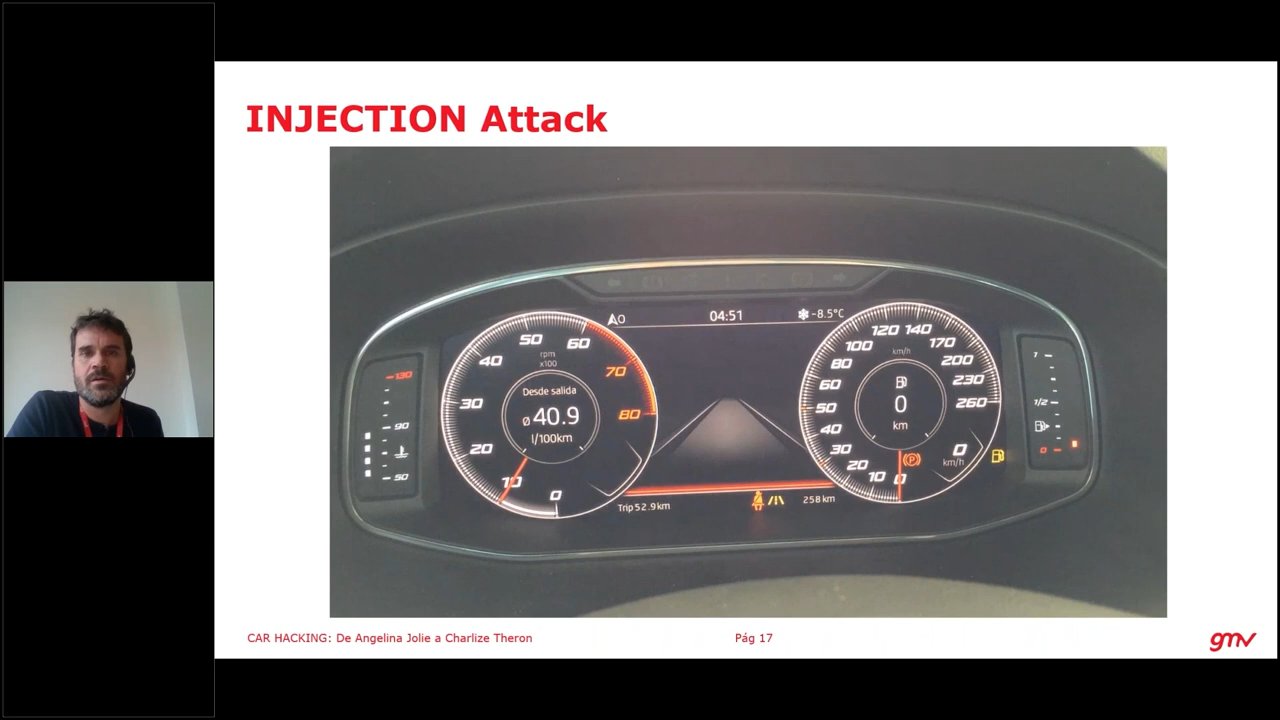 INJECTION Attack
0
04:51
-8.5°C
-130
90
50
0
10
20
30
40
50
60
70
80
rpm
x100
Desde salida
ø 40.9
l/100km
Trip 52.9 km
258 km
0
10
20
30
40
50
60
80
100
120
140
170
200
230
260
km/h
0
km
0
km/h
P
1
1/2
0
CAR HACKING: De Angelina Jolie a Charlize Theron
Pág 17
gmv